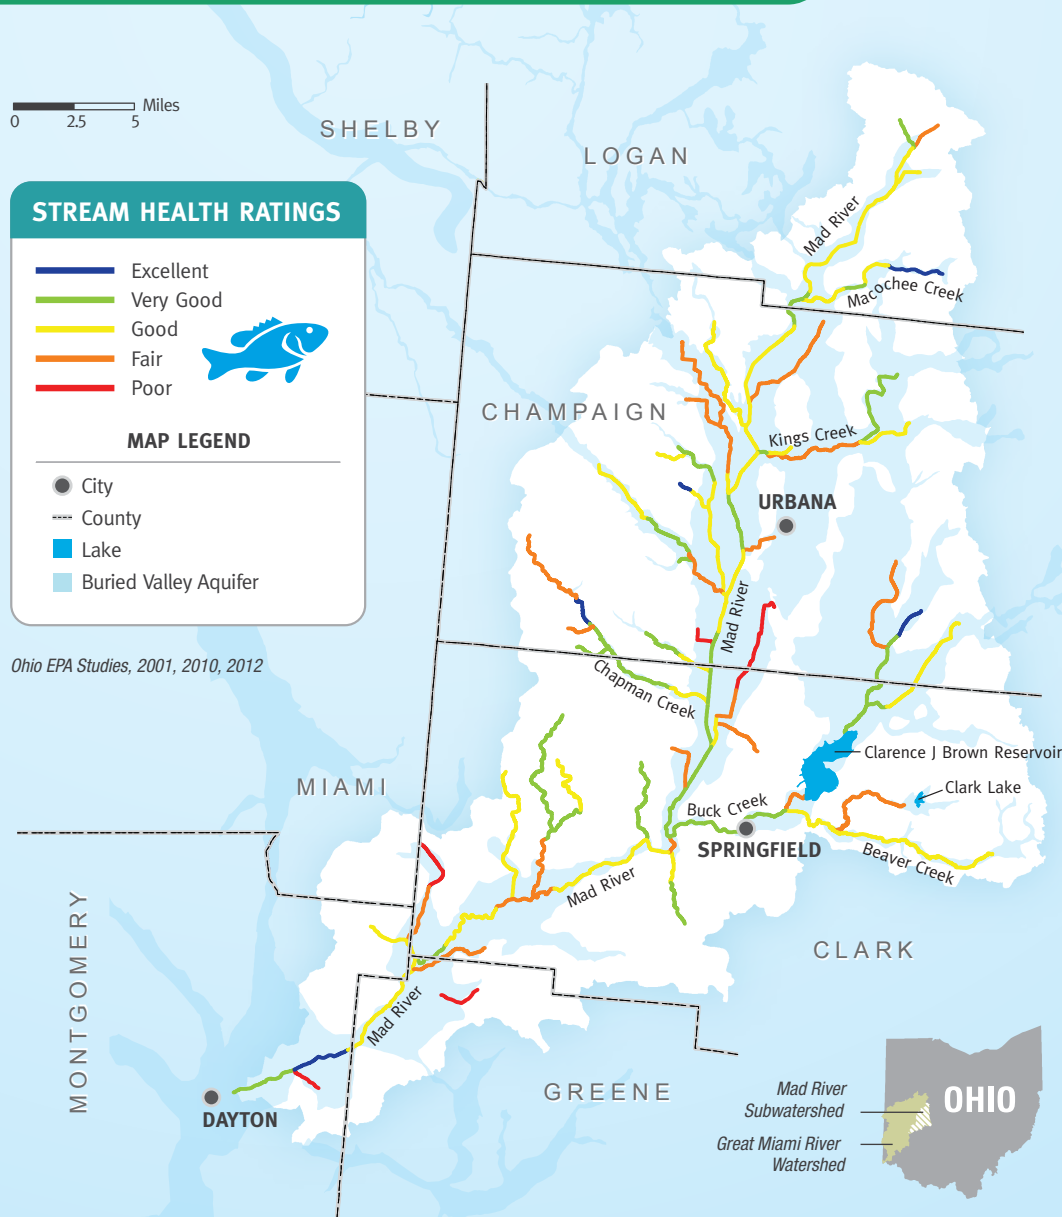 Miles
0 2.5 5
SHELBY
LOGAN
STREAM HEALTH RATINGS
Excellent
Very Good
Good
Fair
Poor
MAP LEGEND
City
County
Lake
Buried Valley Aquifer
Ohio EPA Studies, 2001, 2010, 2012
Mad River
Macochee Creek
CHAMPAIGN
Kings Creek
URBANA
Mad River
Chapman Creek
Clarence J Brown Reservoir
Clark Lake
MIAMI
Buck Creek
SPRINGFIELD
Beaver Creek
Mad River
CLARK
MONTGOMERY
Mad River
GREENE
DAYTON
Mad River
Subwatershed
OHIO
Great Miami River
Watershed